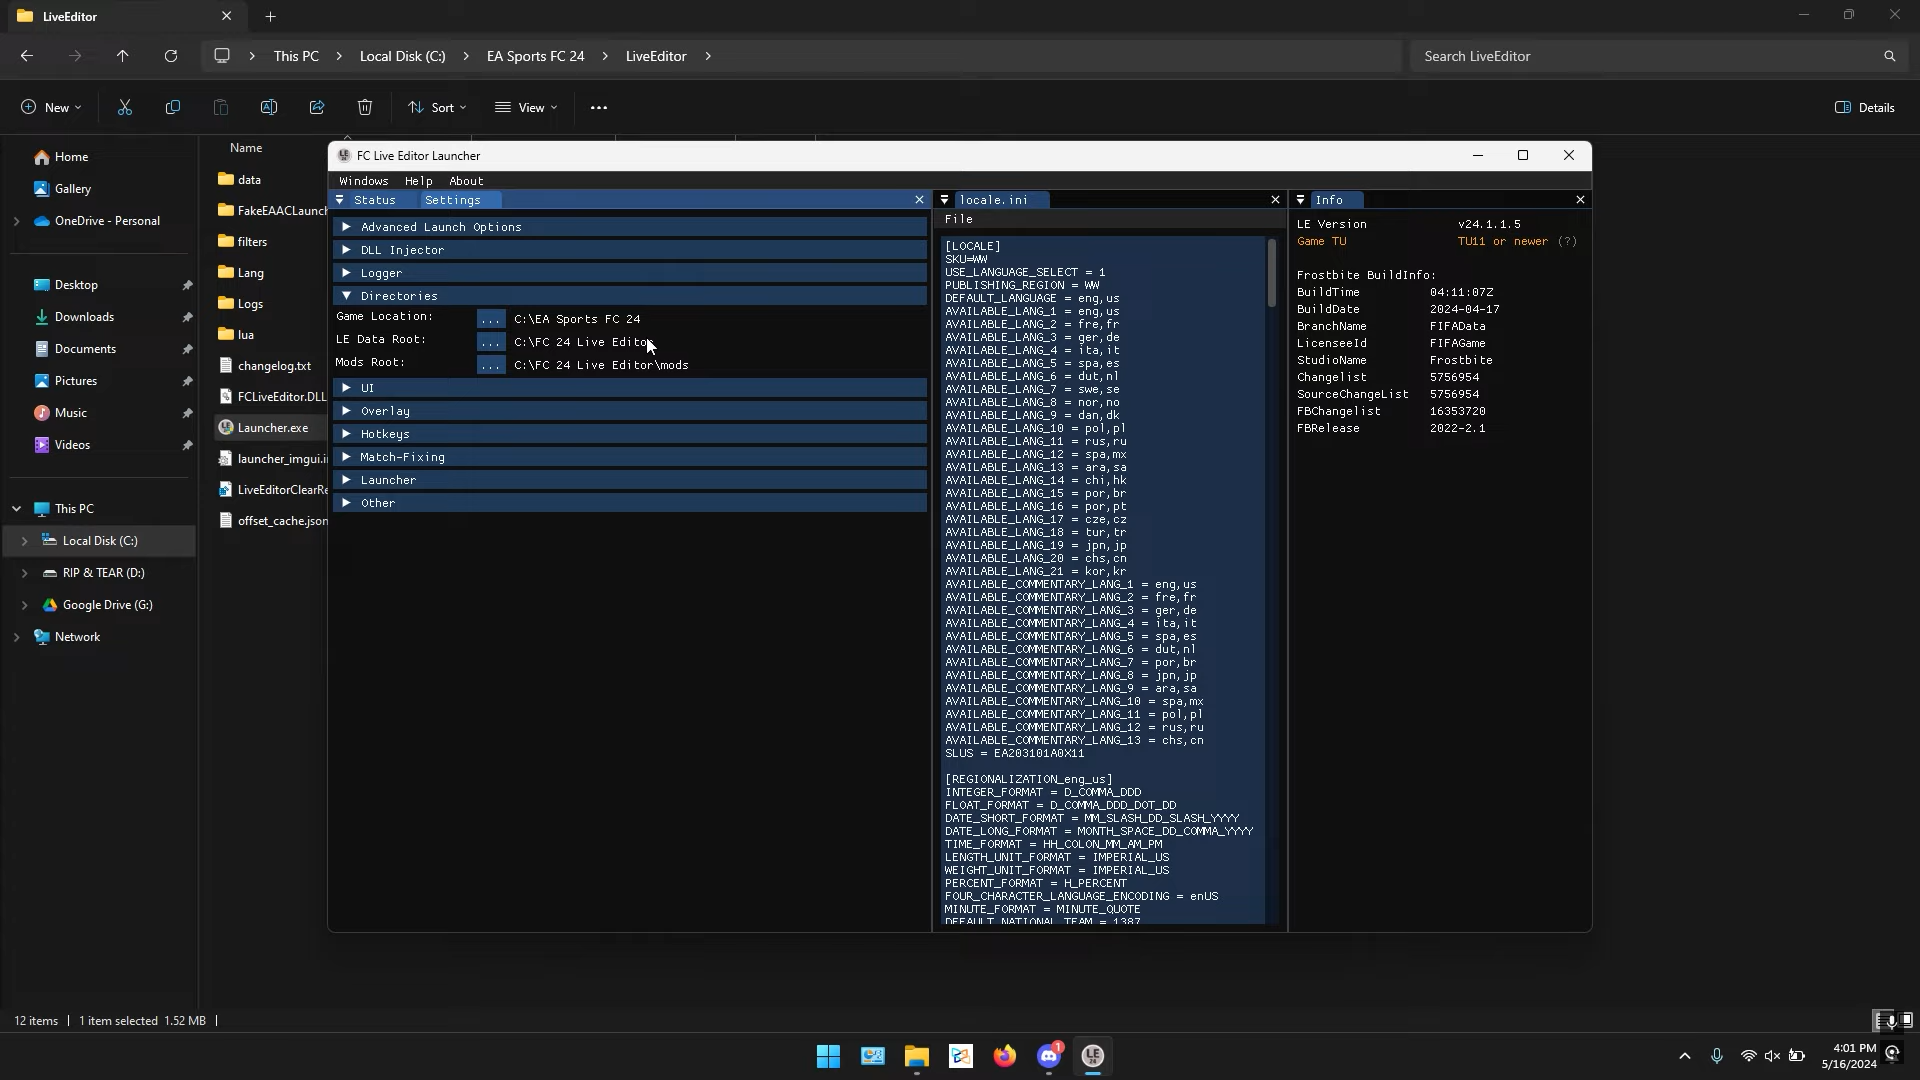 LiveEditor
This PC
Local Disk (C:)
EA Sports FC 24
LiveEditor
Search LiveEditor
New
Sort
View
Details
Home
Gallery
OneDrive - Personal
Desktop
Downloads
Documents
Pictures
Music
Videos
This PC
Local Disk (C:)
RIP & TEAR (D:)
Google Drive (G:)
Network
Name
data
FakeEAACLaunch
filters
Lang
Logs
lua
changelog.txt
FCLiveEditor.DLL
Launcher.exe
launcher_imgui.i
LiveEditorClearRe
offset_cache.json
FC Live Editor Launcher
Windows Help About
Status Settings
Advanced Launch Options
DLL Injector
Logger
Directories
Game Location: ... C:\EA Sports FC 24
LE Data Root: ... C:\FC 24 Live Editor
Mods Root: ... C:\FC 24 Live Editor\mods
UI
Overlay
Hotkeys
Match-Fixing
Launcher
Other
locale.ini
File
[LOCALE]
SKU=WW
USE_LANGUAGE_SELECT = 1
PUBLISHING_REGION = WW
DEFAULT_LANGUAGE = eng,us
AVAILABLE_LANG_1 = eng,us
AVAILABLE_LANG_2 = fre,fr
AVAILABLE_LANG_3 = ger,de
AVAILABLE_LANG_4 = ita,it
AVAILABLE_LANG_5 = spa,es
AVAILABLE_LANG_6 = dut,nl
AVAILABLE_LANG_7 = swe,se
AVAILABLE_LANG_8 = nor,no
AVAILABLE_LANG_9 = dan,dk
AVAILABLE_LANG_10 = pol,pl
AVAILABLE_LANG_11 = rus,ru
AVAILABLE_LANG_12 = spa,mx
AVAILABLE_LANG_13 = ara,sa
AVAILABLE_LANG_14 = chi,hk
AVAILABLE_LANG_15 = por,br
AVAILABLE_LANG_16 = por,pt
AVAILABLE_LANG_17 = cze,cz
AVAILABLE_LANG_18 = tur,tr
AVAILABLE_LANG_19 = jpn,jp
AVAILABLE_LANG_20 = chs,cn
AVAILABLE_LANG_21 = kor,kr
AVAILABLE_COMMENTARY_LANG_1 = eng,us
AVAILABLE_COMMENTARY_LANG_2 = fre,fr
AVAILABLE_COMMENTARY_LANG_3 = ger,de
AVAILABLE_COMMENTARY_LANG_4 = ita,it
AVAILABLE_COMMENTARY_LANG_5 = spa,es
AVAILABLE_COMMENTARY_LANG_6 = dut,nl
AVAILABLE_COMMENTARY_LANG_7 = por,br
AVAILABLE_COMMENTARY_LANG_8 = jpn,jp
AVAILABLE_COMMENTARY_LANG_9 = ara,sa
AVAILABLE_COMMENTARY_LANG_10 = spa,mx
AVAILABLE_COMMENTARY_LANG_11 = pol,pl
AVAILABLE_COMMENTARY_LANG_12 = rus,ru
AVAILABLE_COMMENTARY_LANG_13 = chs,cn
SLUS = EA203101A0X11
[REGIONALIZATION_eng_us]
INTEGER_FORMAT = D_COMMA_DDD
FLOAT_FORMAT = D_COMMA_DDD_DOT_DD
DATE_SHORT_FORMAT = MM_SLASH_DD_SLASH_YYYY
DATE_LONG_FORMAT = MONTH_SPACE_DD_COMMA_YYYY
TIME_FORMAT = HH_COLON_MM_AM_PM
LENGTH_UNIT_FORMAT = IMPERIAL_US
WEIGHT_UNIT_FORMAT = IMPERIAL_US
PERCENT_FORMAT = H_PERCENT
FOUR_CHARACTER_LANGUAGE_ENCODING = enUS
MINUTE_FORMAT = MINUTE_QUOTE
DEFAULT_NATIONAL_TEAM = 1387
Info
LE Version v24.1.1.5
Game TU TU11 or newer (?)
Frostbite BuildInfo:
BuildTime 04:11:07Z
BuildDate 2024-04-17
BranchName FIFAData
LicenseeId FIFAGame
StudioName Frostbite
Changelist 5756954
SourceChangeList 5756954
FBChangelist 16353720
FBRelease 2022-2.1
12 items
1 item selected 1.52 MB
1
LE
24
4:01 PM
5/16/2024